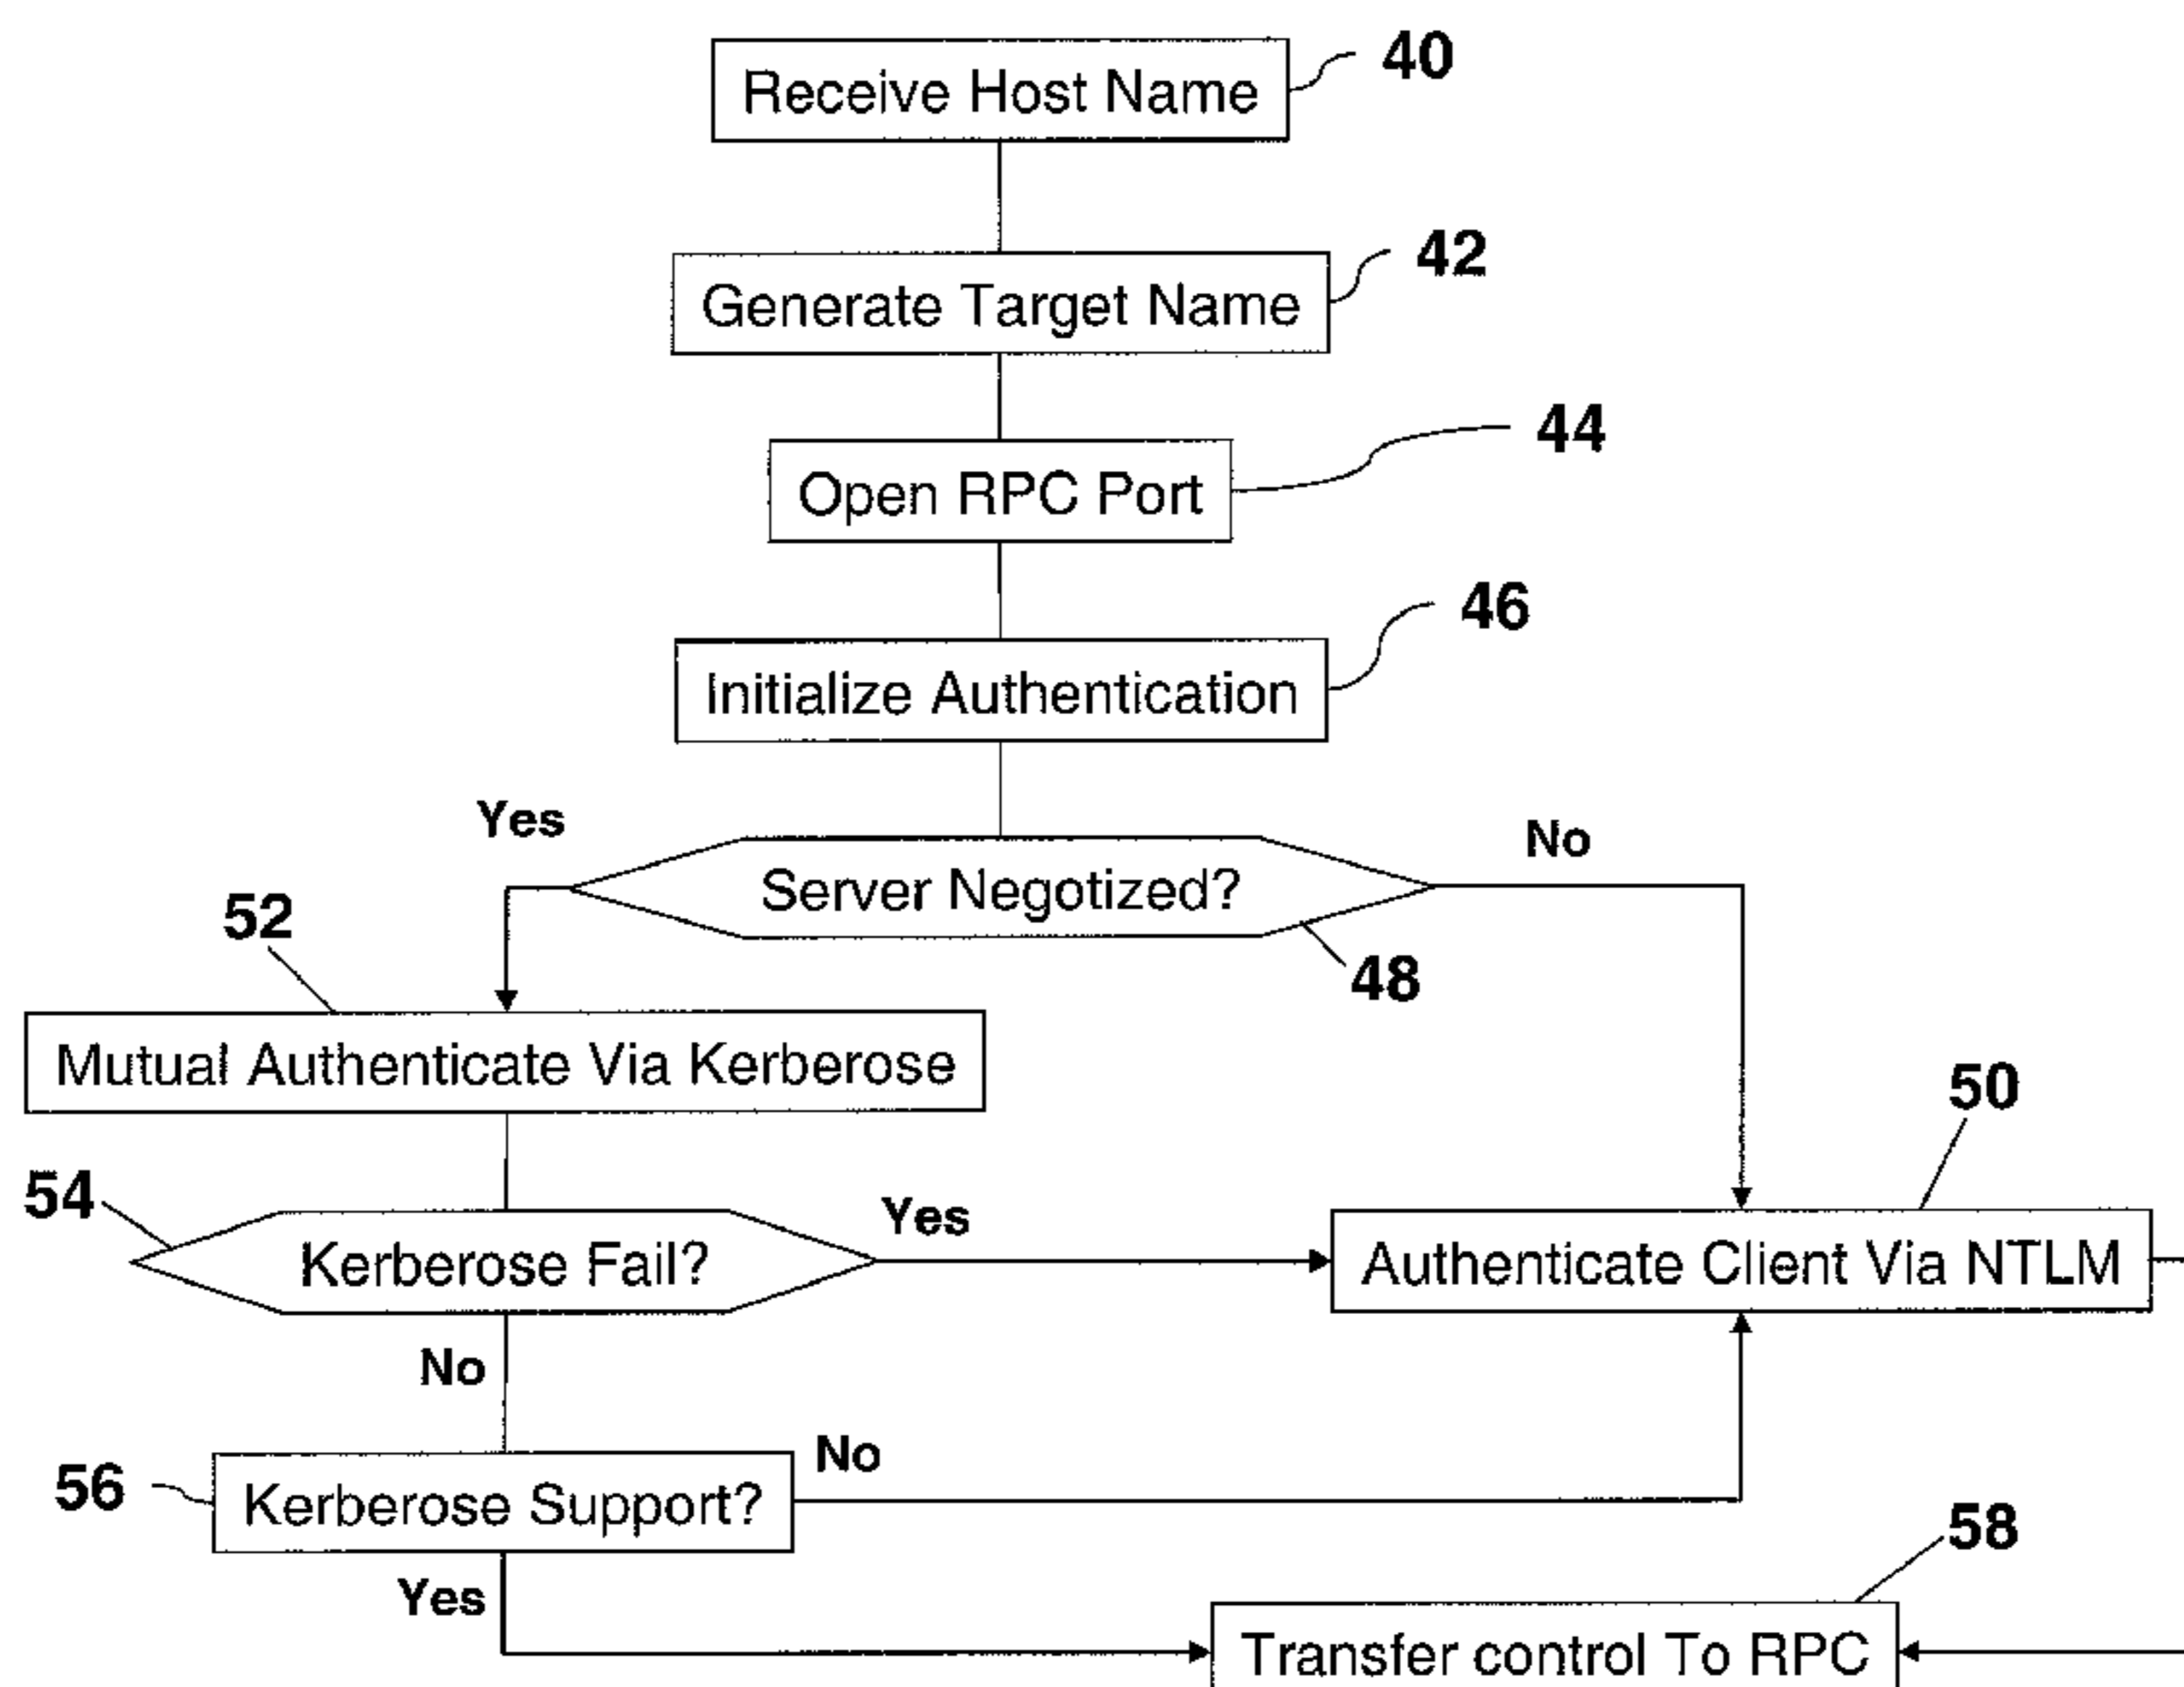 Receive Host Name
40
Generate Target Name
42
Open RPC Port
44
Initialize Authentication
46
Yes
No
Server Negotized?
48
52
Mutual Authenticate Via Kerberose
50
54
Kerberose Fail?
Yes
Authenticate Client Via NTLM
No
56
Kerberose Support?
No
58
Yes
Transfer control To RPC